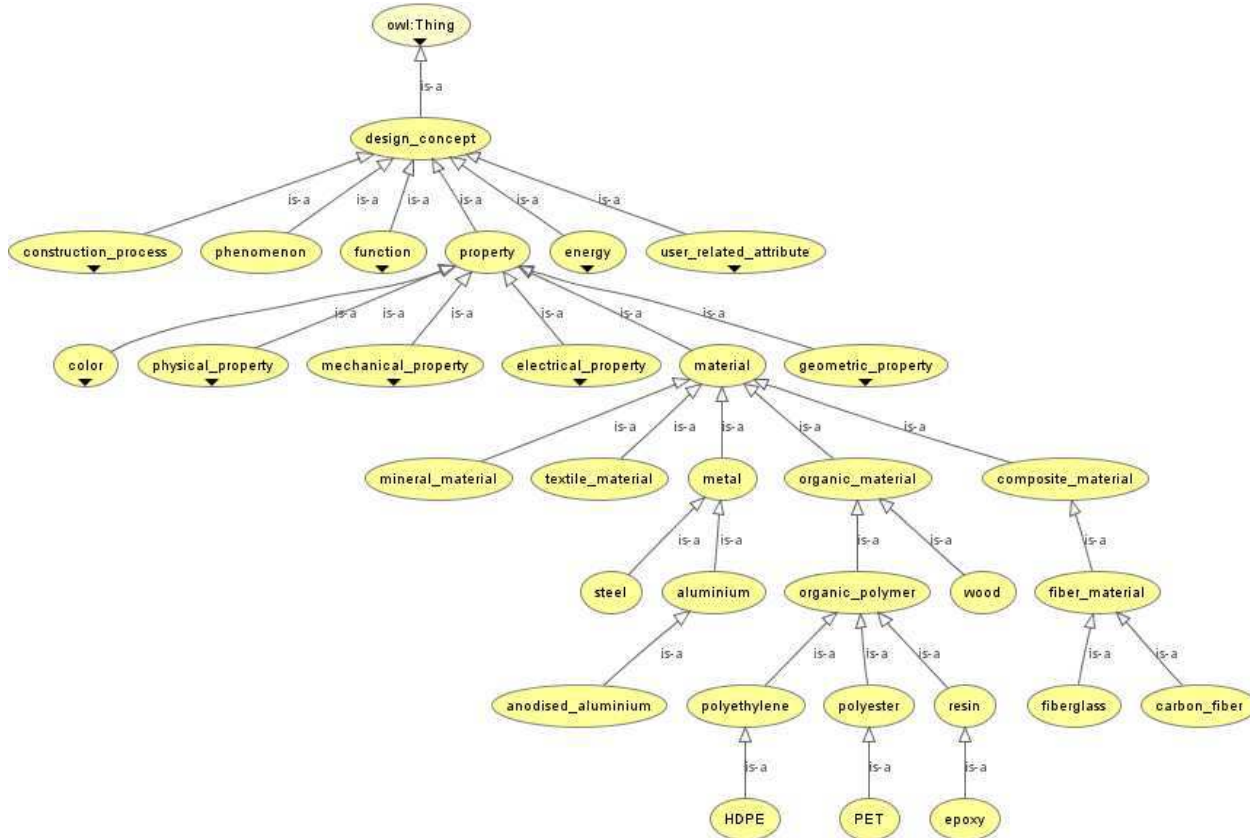 owl:Thing
is-a
design_concept
is-a is-a is-a is-a is-a is-a
construction_process phenomenon function property energy user_related_attribute
is-a is-a is-a is-a is-a is-a
color physical_property mechanical_property electrical_property material geometric_property
is-a is-a is-a is-a is-a
mineral_material textile_material metal organic_material composite_material
is-a is-a is-a is-a is-a
steel aluminium organic_polymer wood fiber_material
is-a is-a is-a is-a is-a is-a
anodised_aluminium polyethylene polyester resin fiberglass carbon_fiber
is-a is-a is-a
HDPE PET epoxy